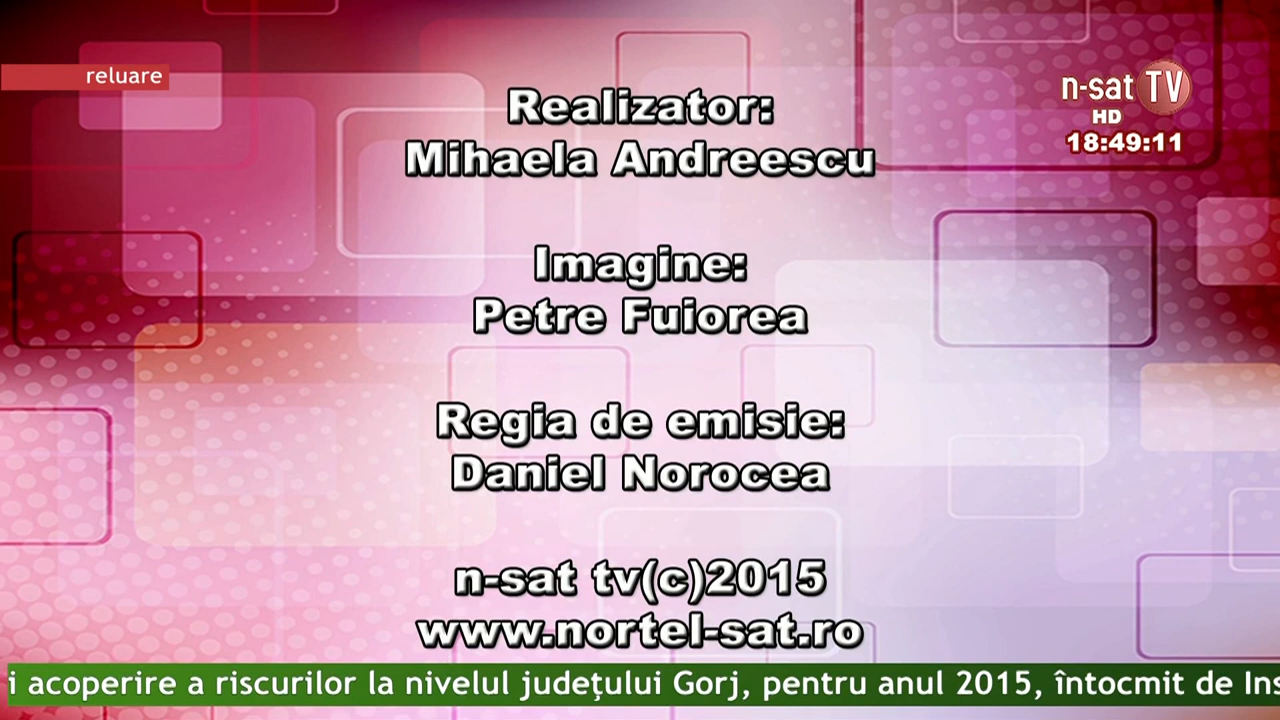 reluare
n-sat TV
HD
18:49:11
Realizator:
Mihaela Andreescu
Imagine:
Petre Fuiorea
Regia de emisie:
Daniel Norocea
n-sat tv(c)2015
www.nortel-sat.ro
i acoperire a riscurilor la nivelul județului Gorj, pentru anul 2015, întocmit de Ins